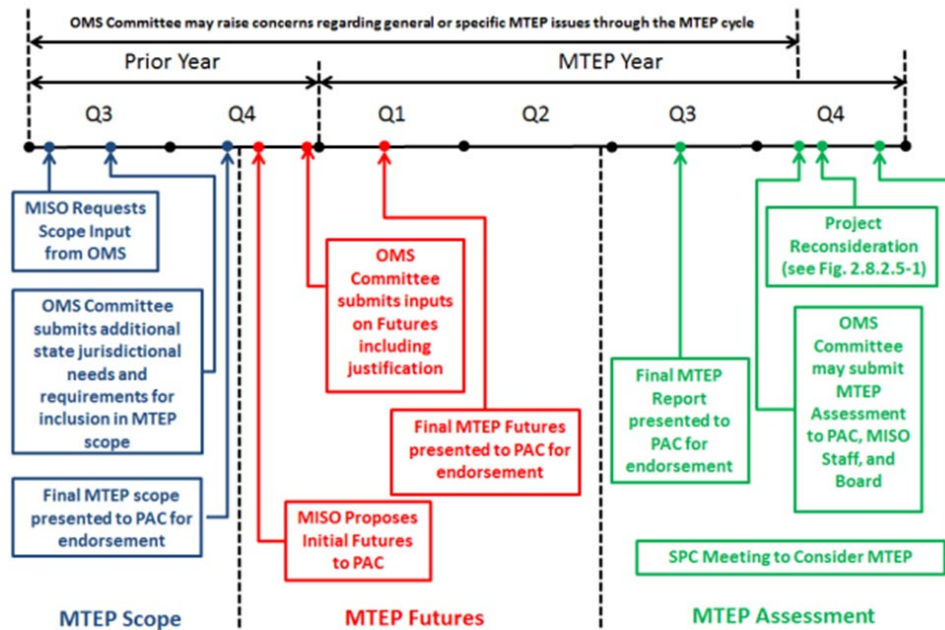 OMS Committee may raise concerns regarding general or specific MTEP issues through the MTEP cycle
Prior Year
MTEP Year
Q3
Q4
Q1
Q2
Q3
Q4
MISO Requests
Scope Input
from OMS
OMS Committee
submits additional
state jurisdictional
needs and
requirements for
inclusion in MTEP
scope
Final MTEP scope
presented to PAC for
endorsement
OMS
Committee
submits inputs
on Futures
including
justification
Final MTEP Futures
presented to PAC for
endorsement
MISO Proposes
Initial Futures
to PAC
Final MTEP
Report
presented to
PAC for
endorsement
Project
Reconsideration
(see Fig. 2.8.2.5-1)
OMS
Committee
may submit
MTEP
Assessment
to PAC, MISO
Staff, and
Board
SPC Meeting to Consider MTEP
MTEP Scope
MTEP Futures
MTEP Assessment